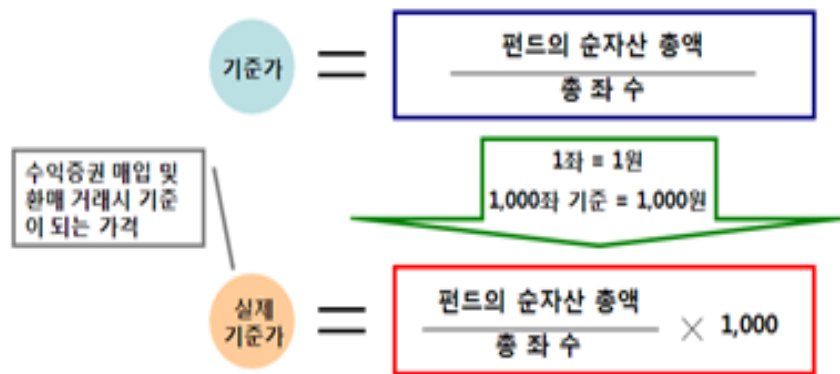 기준가
=
펀드의 순자산 총액
총 좌 수
1좌 = 1원
1,000좌 기준 = 1,000원
수익증권 매입 및
환매 거래시 기준
이 되는 가격
실제
기준가
=
펀드의 순자산 총액
총 좌 수
× 1,000